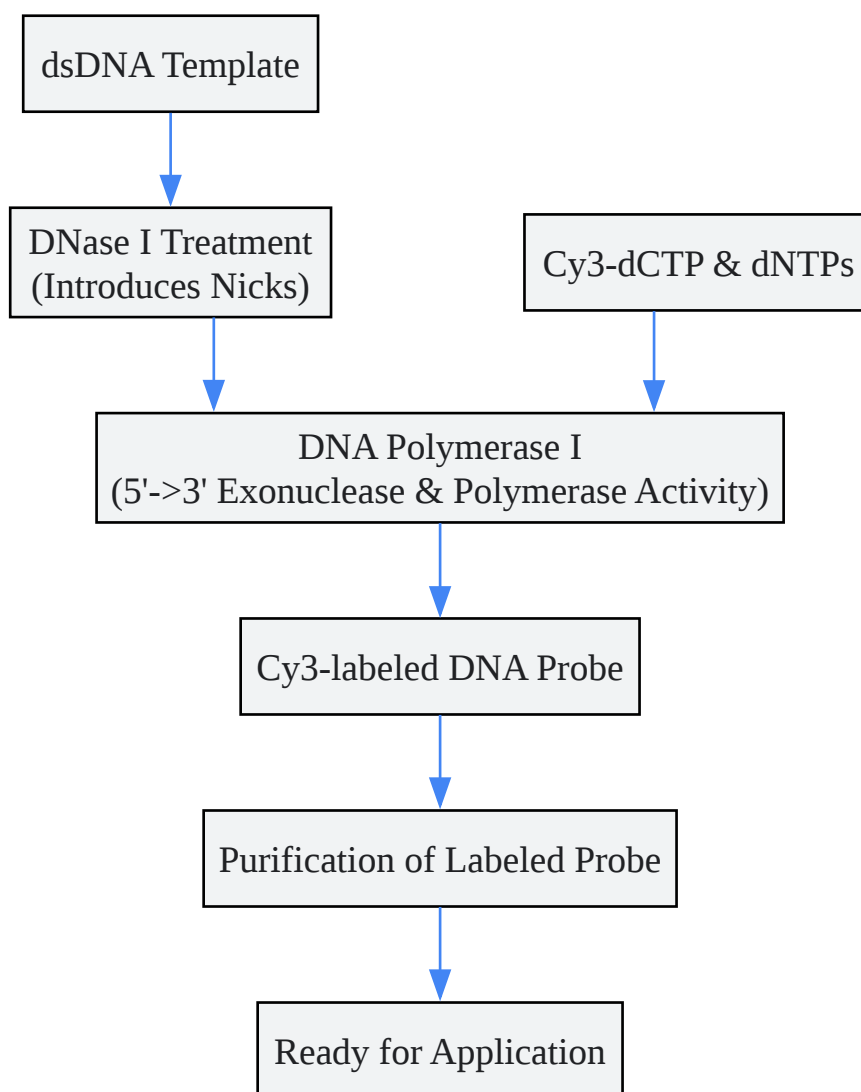 dsDNA Template
DNase I Treatment
(Introduces Nicks)
Cy3-dCTP & dNTPs
DNA Polymerase I
(5'->3' Exonuclease & Polymerase Activity)
Cy3-labeled DNA Probe
Purification of Labeled Probe
Ready for Application